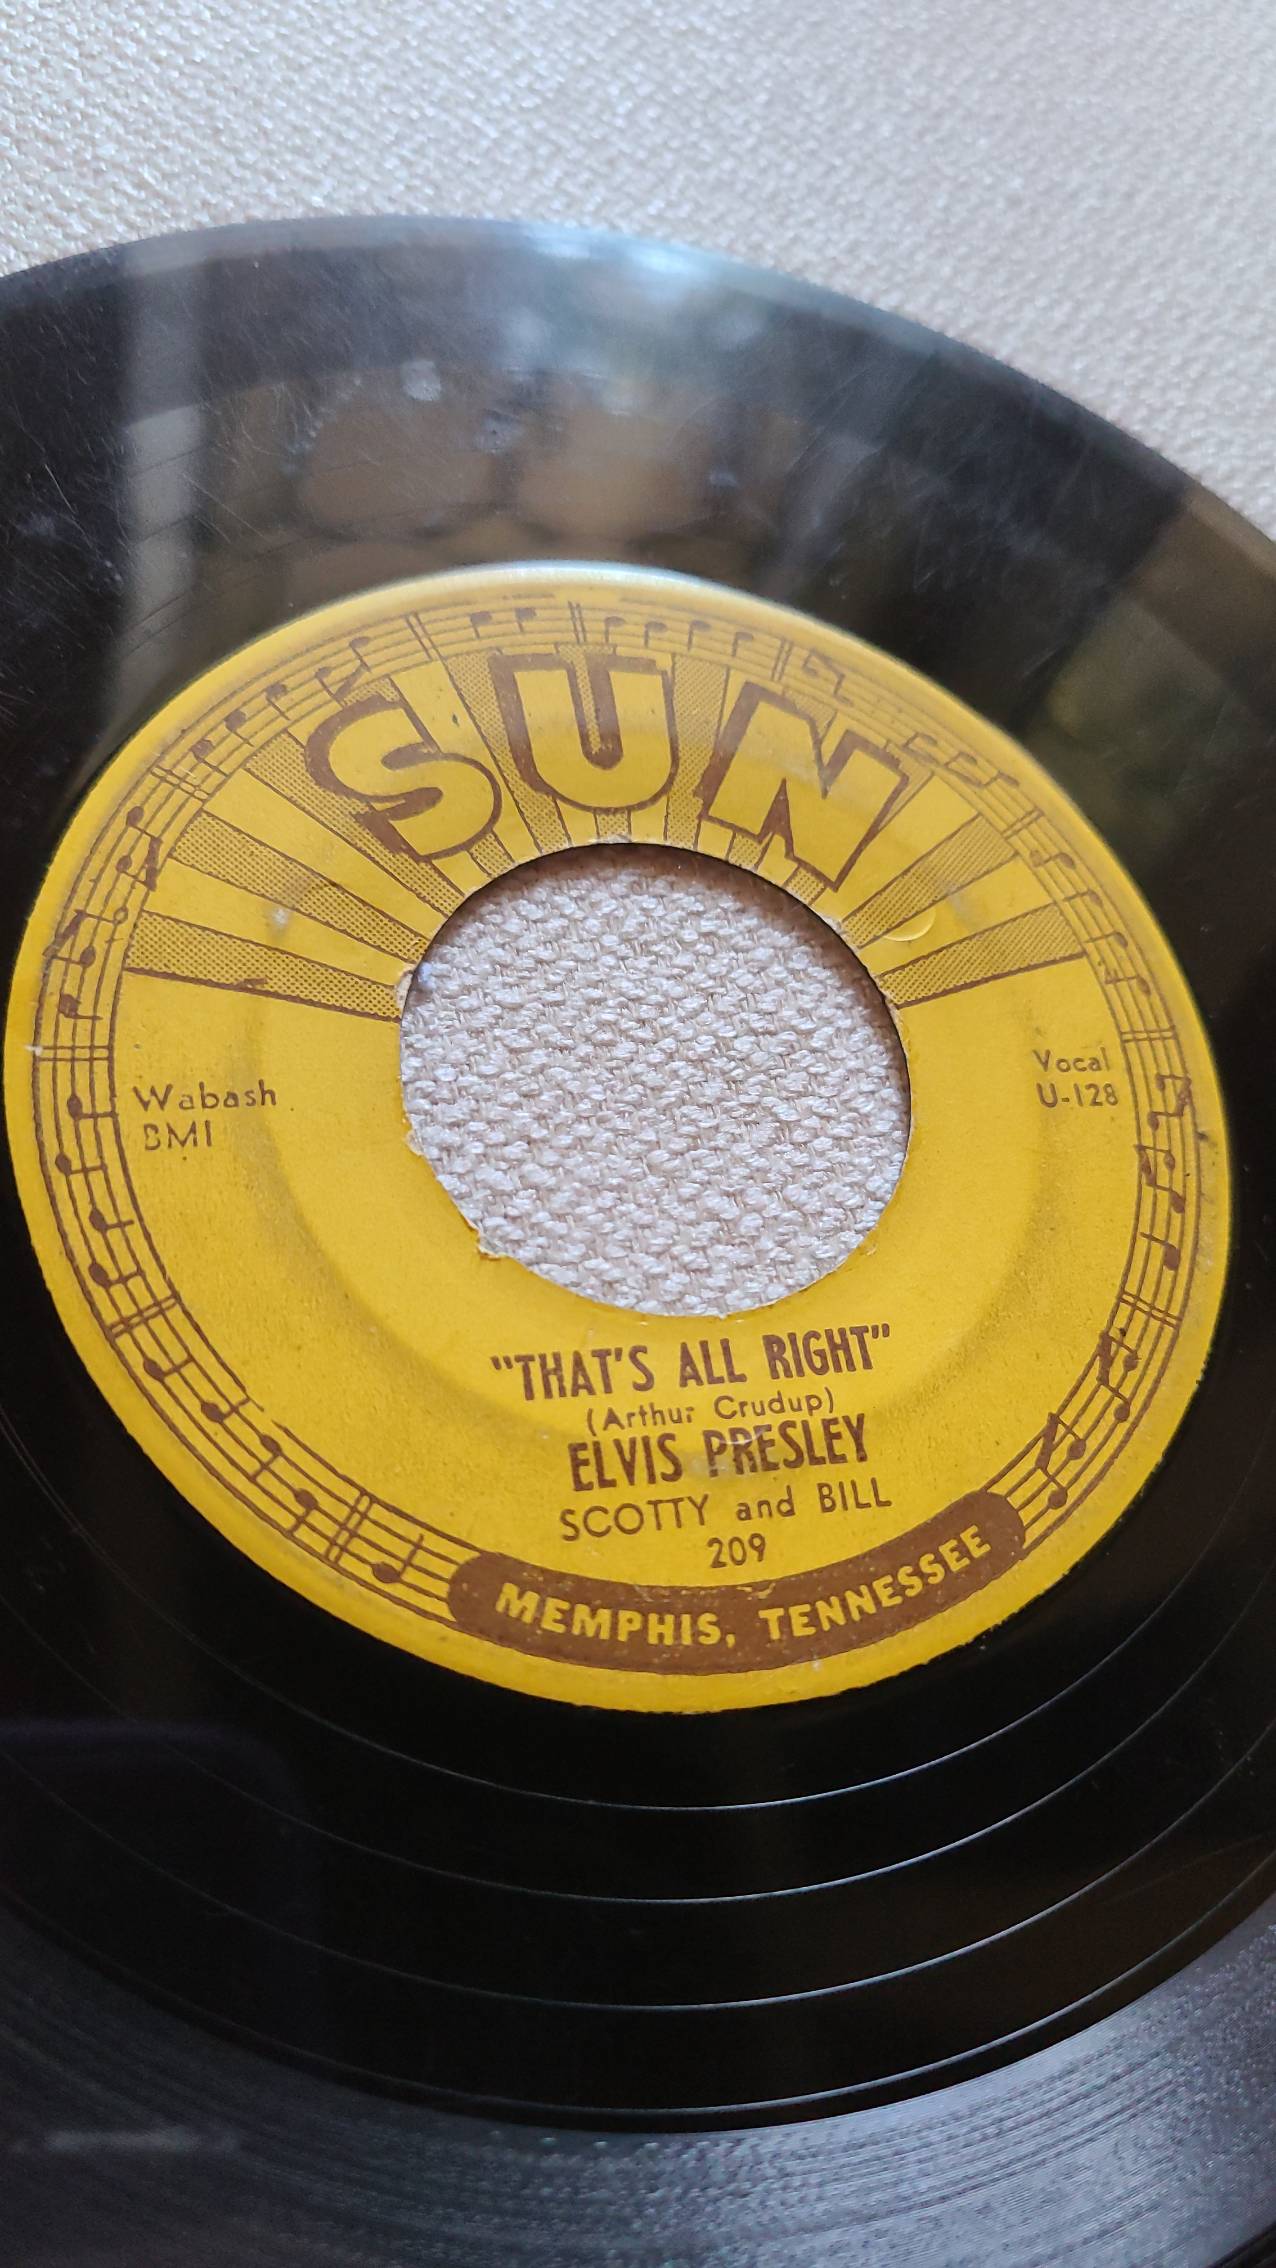 SUN
Wabash
BMI
Vocal
U-128
"THAT'S ALL RIGHT"
(Arthur Crudup)
ELVIS PRESLEY
SCOTTY and BILL
209
MEMPHIS, TENNESSEE